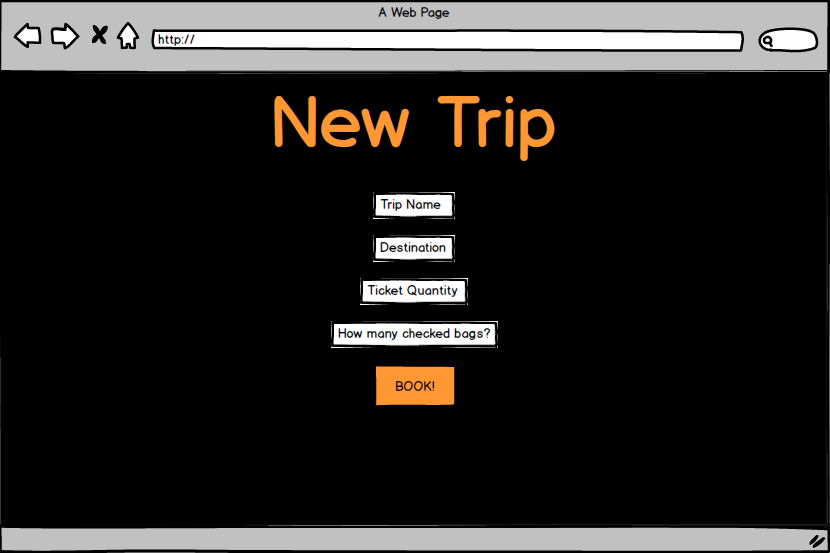 A Web Page
http://
New Trip
Trip Name
Destination
Ticket Quantity
How many checked bags?
BOOK!